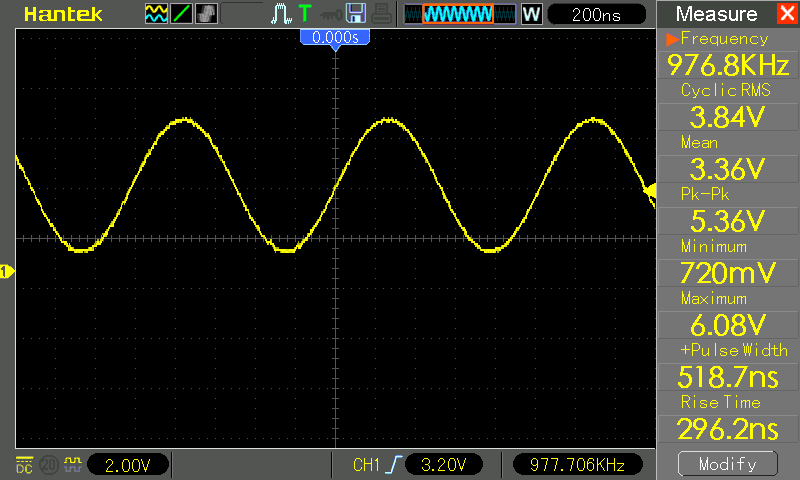 Hantek T W 200ns Measure
0.000s
Frequency
976.8KHz
Cyclic RMS
3.84V
Mean
3.36V
Pk-Pk
5.36V
Minimum
720mV
Maximum
6.08V
+Pulse Width
518.7ns
Rise Time
296.2ns
Modify
1
DC 20 2.00V CH1 3.20V 977.706KHz